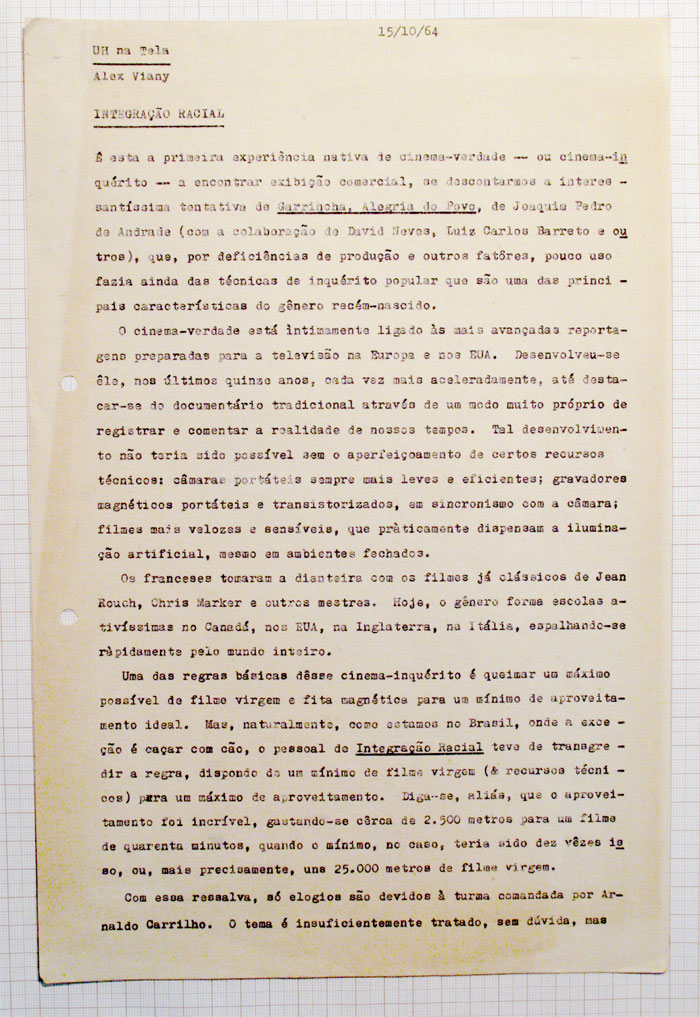 15/10/64
UH na Tela
Alex Viany
INTEGRAÇÃO RACIAL
É esta a primeira experiência nativa de cinema-verdade -- ou cinema-in
quérito -- a encontrar exibição comercial, se descontarmos a interes -
santíssima tentativa de Garrincha, Alegria do Povo, de Joaquim Pedro
de Andrade (com a colaboração de David Neves, Luiz Carlos Barreto e ou
tros), que, por deficiências de produção e outros fatôres, pouco uso
fazia ainda das técnicas de inquérito popular que são uma das princi -
pais características do gênero recém-nascido.
O cinema-verdade está ìntimamente ligado às mais avançadas reporta-
gens preparadas para a televisão na Europa e nos EUA. Desenvolveu-se
êle, nos últimos quinze anos, cada vez mais aceleradamente, até desta-
car-se do documentário tradicional através de um modo muito próprio de
registrar e comentar a realidade de nossos tempos. Tal desenvolvimen-
to não teria sido possível sem o aperfeiçoamento de certos recursos
técnicos: câmaras portáteis sempre mais leves e eficientes; gravadores
magnéticos portáteis e transistorizados, em sincronismo com a câmara;
filmes mais velozes e sensíveis, que pràticamente dispensam a ilumina-
ção artificial, mesmo em ambientes fechados.
Os franceses tomaram a dianteira com os filmes já clássicos de Jean
Rouch, Chris Marker e outros mestres. Hoje, o gênero forma escolas a-
tivíssimas no Canadá, nos EUA, na Inglaterra, na Itália, espalhando-se
ràpidamente pelo mundo inteiro.
Uma das regras básicas dêsse cinema-inquérito é queimar um máximo
possível de filme virgem e fita magnética para um mínimo de aproveita-
mento ideal. Mas, naturalmente, como estamos no Brasil, onde a exce -
ção é caçar com cão, o pessoal de Integração Racial teve de transgre -
dir a regra, dispondo de um mínimo de filme virgem (& recursos técni -
cos) para um máximo de aproveitamento. Diga-se, aliás, que o aprovei-
tamento foi incrível, gastando-se cêrca de 2.500 metros para um filme
de quarenta minutos, quando o mínimo, no caso, teria sido dez vêzes is
so, ou, mais precisamente, uns 25.000 metros de filme virgem.
Com essa ressalva, só elogios são devidos à turma comandada por Ar-
naldo Carrilho. O tema é insuficientemente tratado, sem dúvida, mas